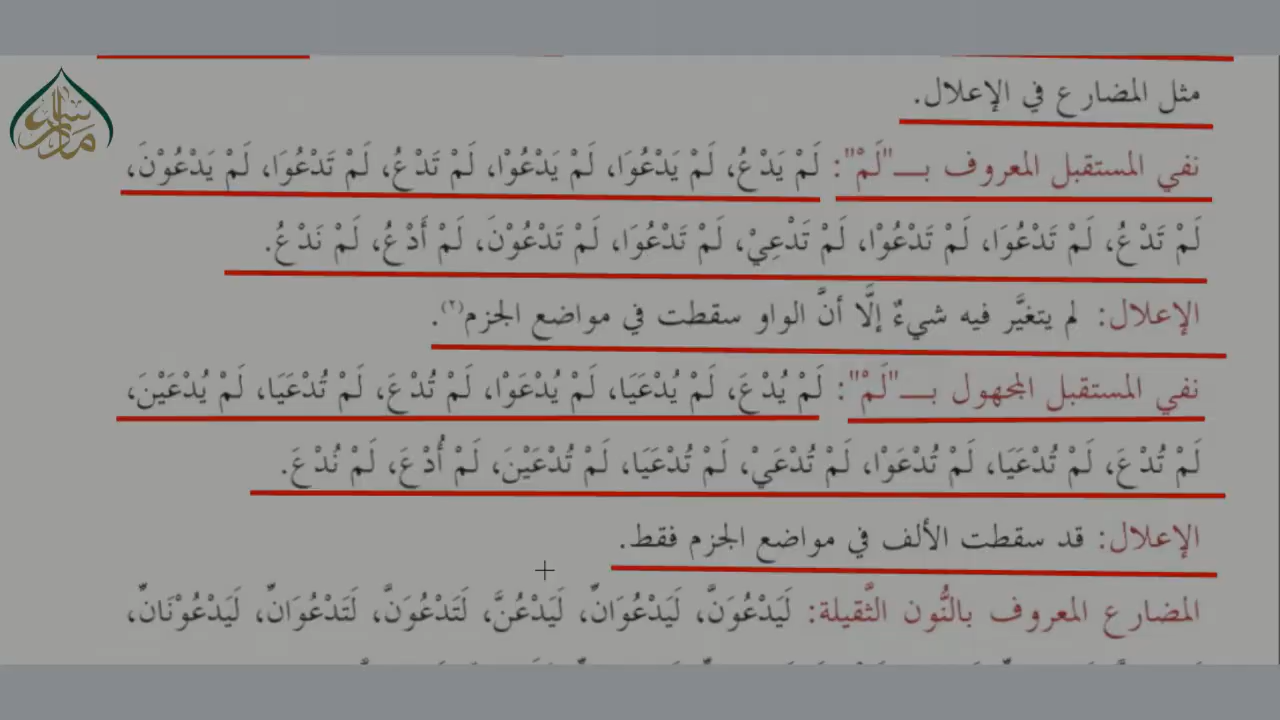 مثل المضارع في الإعلال.
نفي المستقبل المعروف بـــ"لَمْ": لَمْ يَدْعُ، لَمْ يَدْعُوَا، لَمْ يَدْعُوْا، لَمْ تَدْعُ، لَمْ تَدْعُوَا، لَمْ يَدْعُوْنَ،
لَمْ تَدْعُ، لَمْ تَدْعُوَا، لَمْ تَدْعُوْا، لَمْ تَدْعِيْ، لَمْ تَدْعُوَا، لَمْ تَدْعُوْنَ، لَمْ أَدْعُ، لَمْ نَدْعُ.
الإعلال: لم يتغيَّر فيه شيءٌ إلَّا أنَّ الواو سقطت في مواضع الجزم(٢).
نفي المستقبل المجهول بـــ"لَمْ": لَمْ يُدْعَ، لَمْ يُدْعَيَا، لَمْ يُدْعَوْا، لَمْ تُدْعَ، لَمْ تُدْعَيَا، لَمْ يُدْعَيْنَ،
لَمْ تُدْعَ، لَمْ تُدْعَيَا، لَمْ تُدْعَوْا، لَمْ تُدْعَيْ، لَمْ تُدْعَيَا، لَمْ تُدْعَيْنَ، لَمْ أُدْعَ، لَمْ نُدْعَ.
الإعلال: قد سقطت الألف في مواضع الجزم فقط.
المضارع المعروف بالنُّون الثَّقيلة: لَيَدْعُوَنَّ، لَيَدْعُوَانِّ، لَيَدْعُنَّ، لَتَدْعُوَنَّ، لَتَدْعُوَانِّ، لَيَدْعُوْنَانِّ،